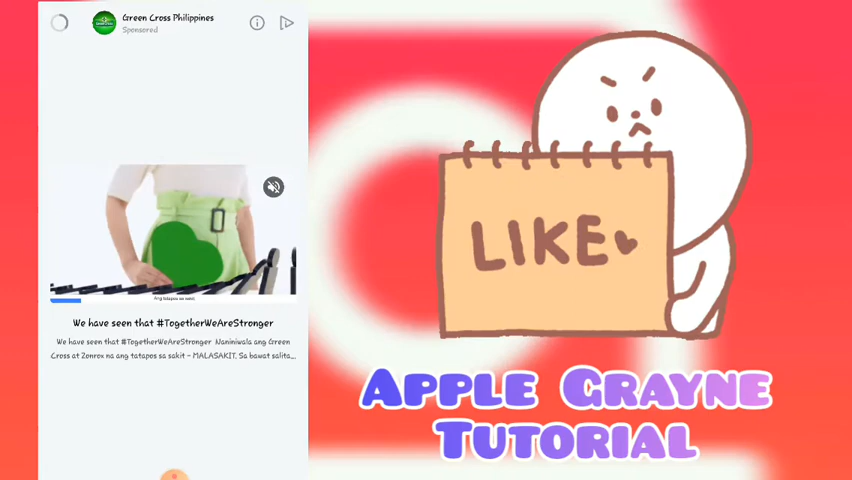 Green Cross Philippines
Sponsored
Ang tatapos sa sakit
We have seen that #TogetherWeAreStronger
We have seen that #TogetherWeAreStronger Naniniwala ang Green
Cross at Zonrox na ang tatapos sa sakit - MALASAKIT. Sa bawat salita...
LIKE
APPLE GRAYNE
TUTORIAL